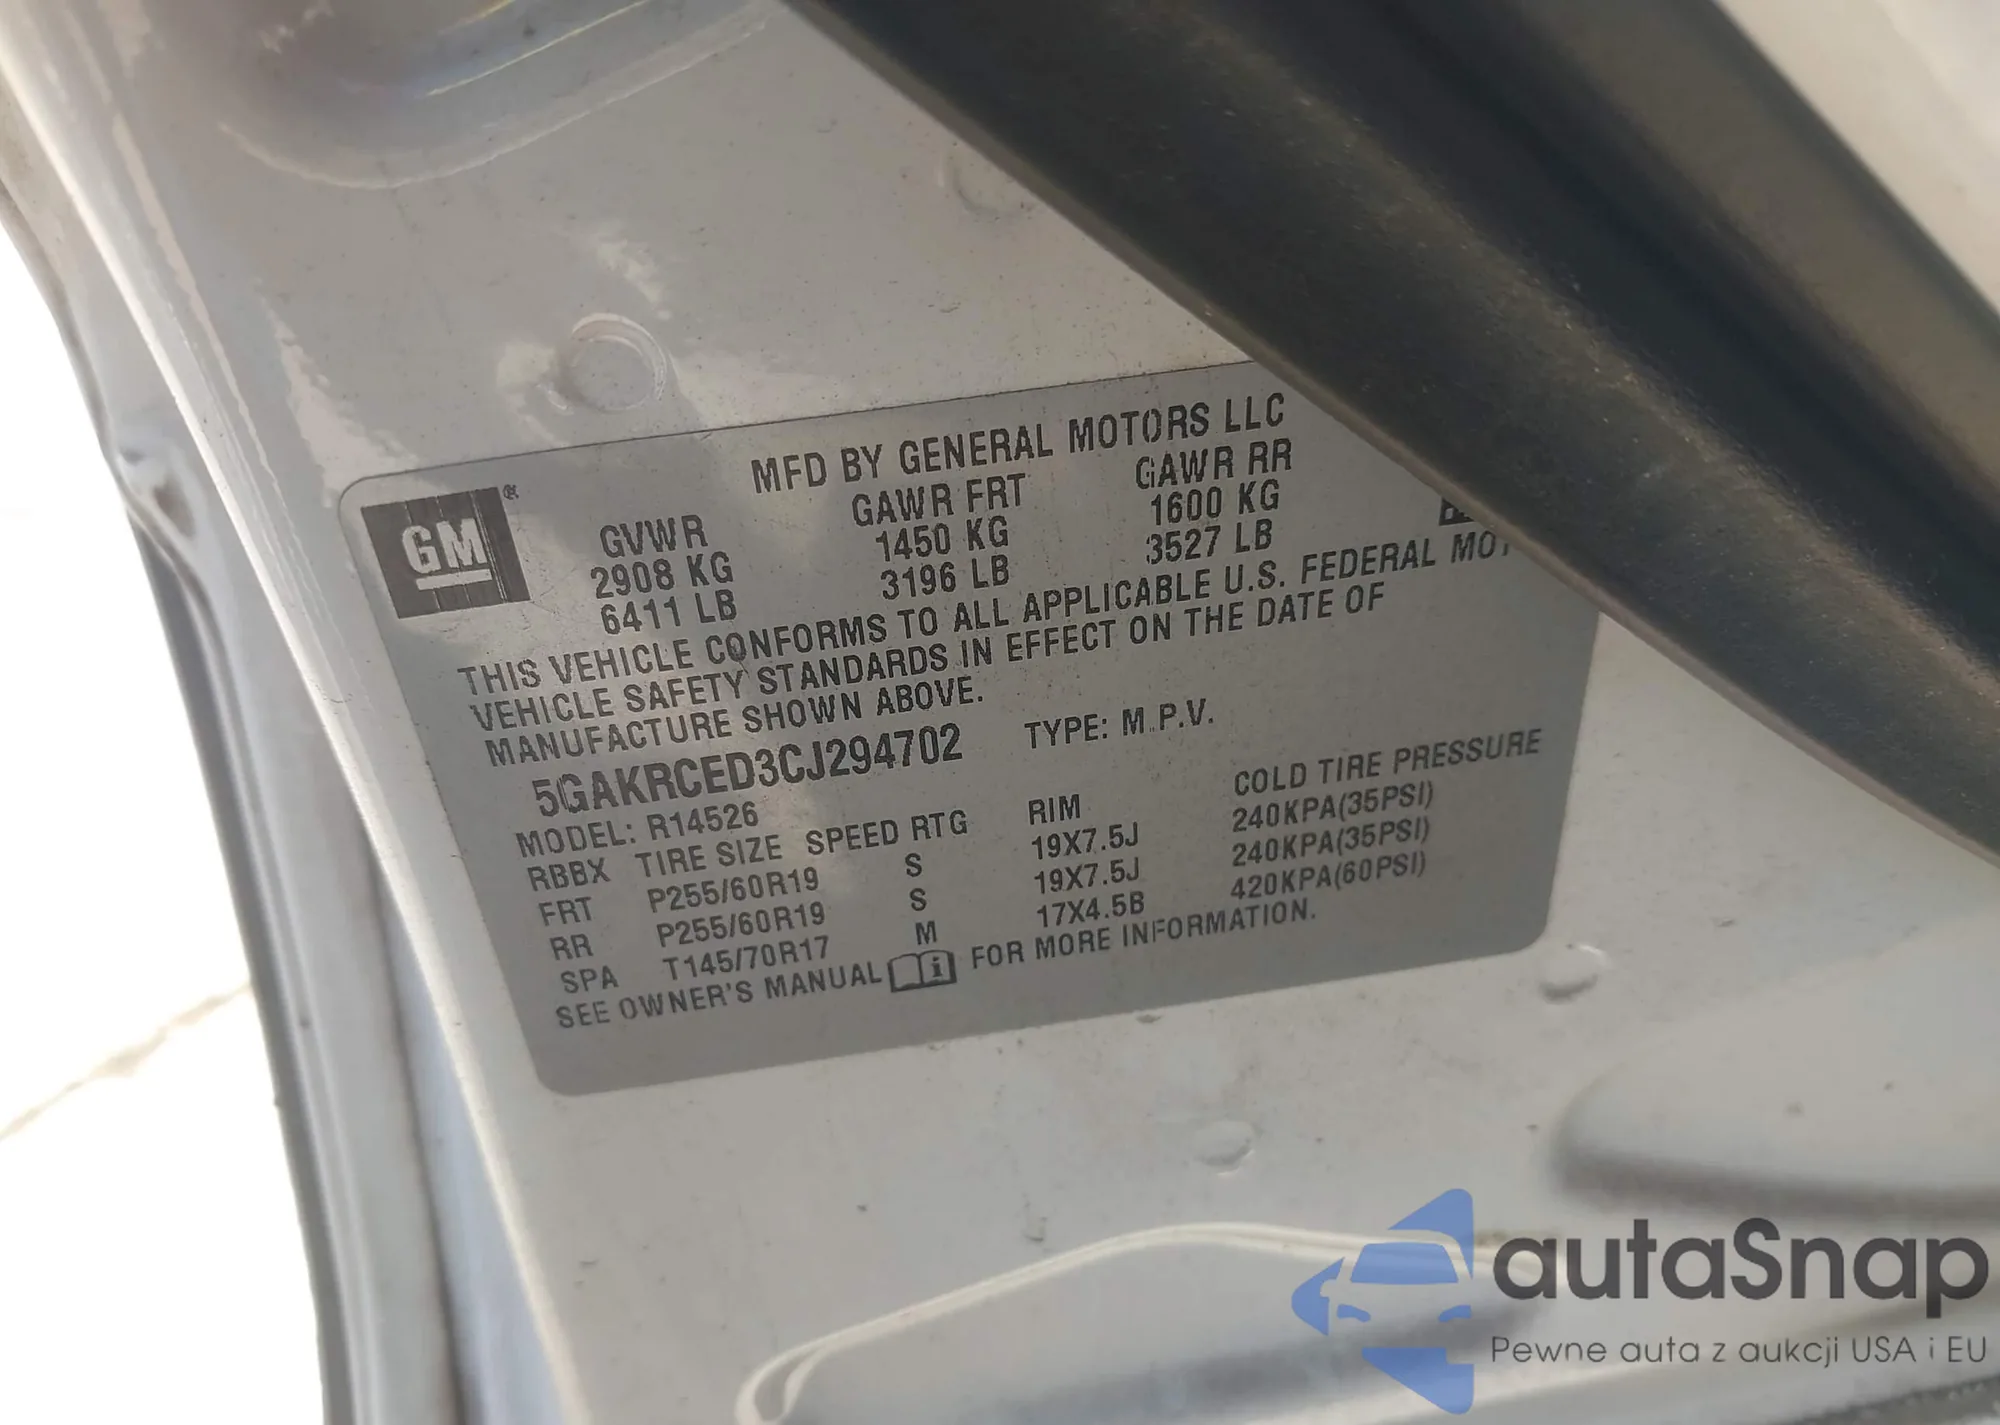 MFD BY GENERAL MOTORS LLC
GM®
GVWR GAWR FRT GAWR RR
2908 KG 1450 KG 1600 KG
6411 LB 3196 LB 3527 LB
THIS VEHICLE CONFORMS TO ALL APPLICABLE U.S. FEDERAL
VEHICLE SAFETY STANDARDS IN EFFECT ON THE DATE OF
MANUFACTURE SHOWN ABOVE.
5GAKRCED3CJ294702 TYPE: M.P.V.
MODEL: R14526
RBBX TIRE SIZE SPEED RTG RIM COLD TIRE PRESSURE
FRT P255/60R19 S 19X7.5J 240KPA(35PSI)
RR P255/60R19 S 19X7.5J 240KPA(35PSI)
SPA T145/70R17 M 17X4.5B 420KPA(60PSI)
SEE OWNER'S MANUAL i FOR MORE INFORMATION.
autaSnap
Pewne auta z aukcji USA i EU